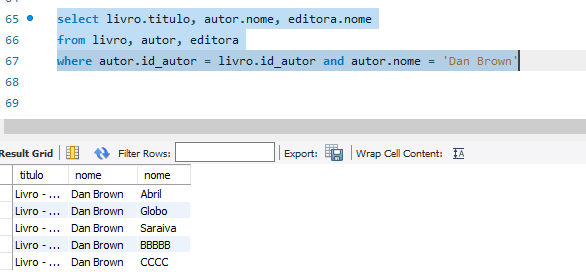 65 select livro.titulo, autor.nome, editora.nome
66 from livro, autor, editora
67 where autor.id_autor = livro.id_autor and autor.nome = 'Dan Brown'
68
69
Result Grid Filter Rows: Export: Wrap Cell Content:
titulo nome nome
Livro - ... Dan Brown Abril
Livro - ... Dan Brown Globo
Livro - ... Dan Brown Saraiva
Livro - ... Dan Brown BBBBB
Livro - ... Dan Brown CCCC